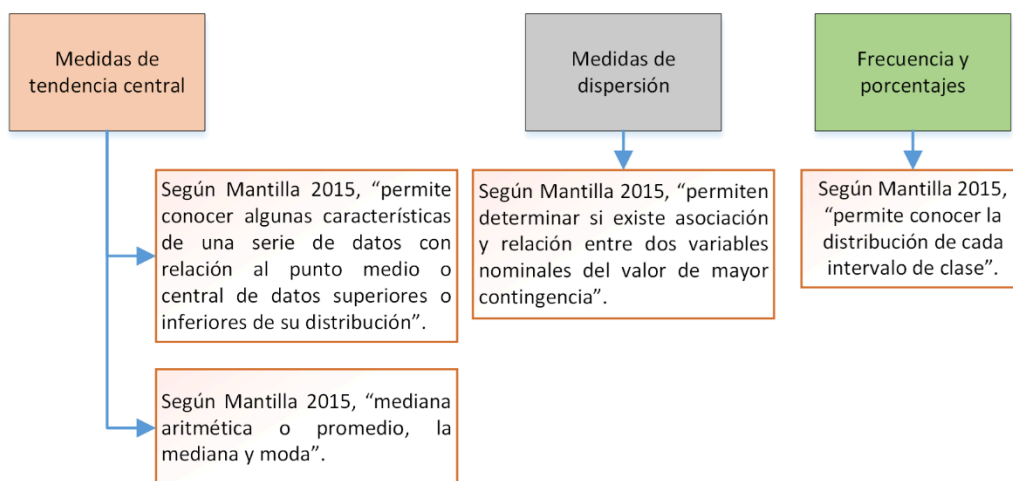 Medidas de
tendencia central
Medidas de
dispersión
Frecuencia y
porcentajes
Según Mantilla 2015, “permite
conocer algunas características
de una serie de datos con
relación al punto medio o
central de datos superiores o
inferiores de su distribución”.
Según Mantilla 2015, “permiten
determinar si existe asociación
y relación entre dos variables
nominales del valor de mayor
contingencia”.
Según Mantilla 2015,
“permite conocer la
distribución de cada
intervalo de clase”.
Según Mantilla 2015, “mediana
aritmética o promedio, la
mediana y moda”.